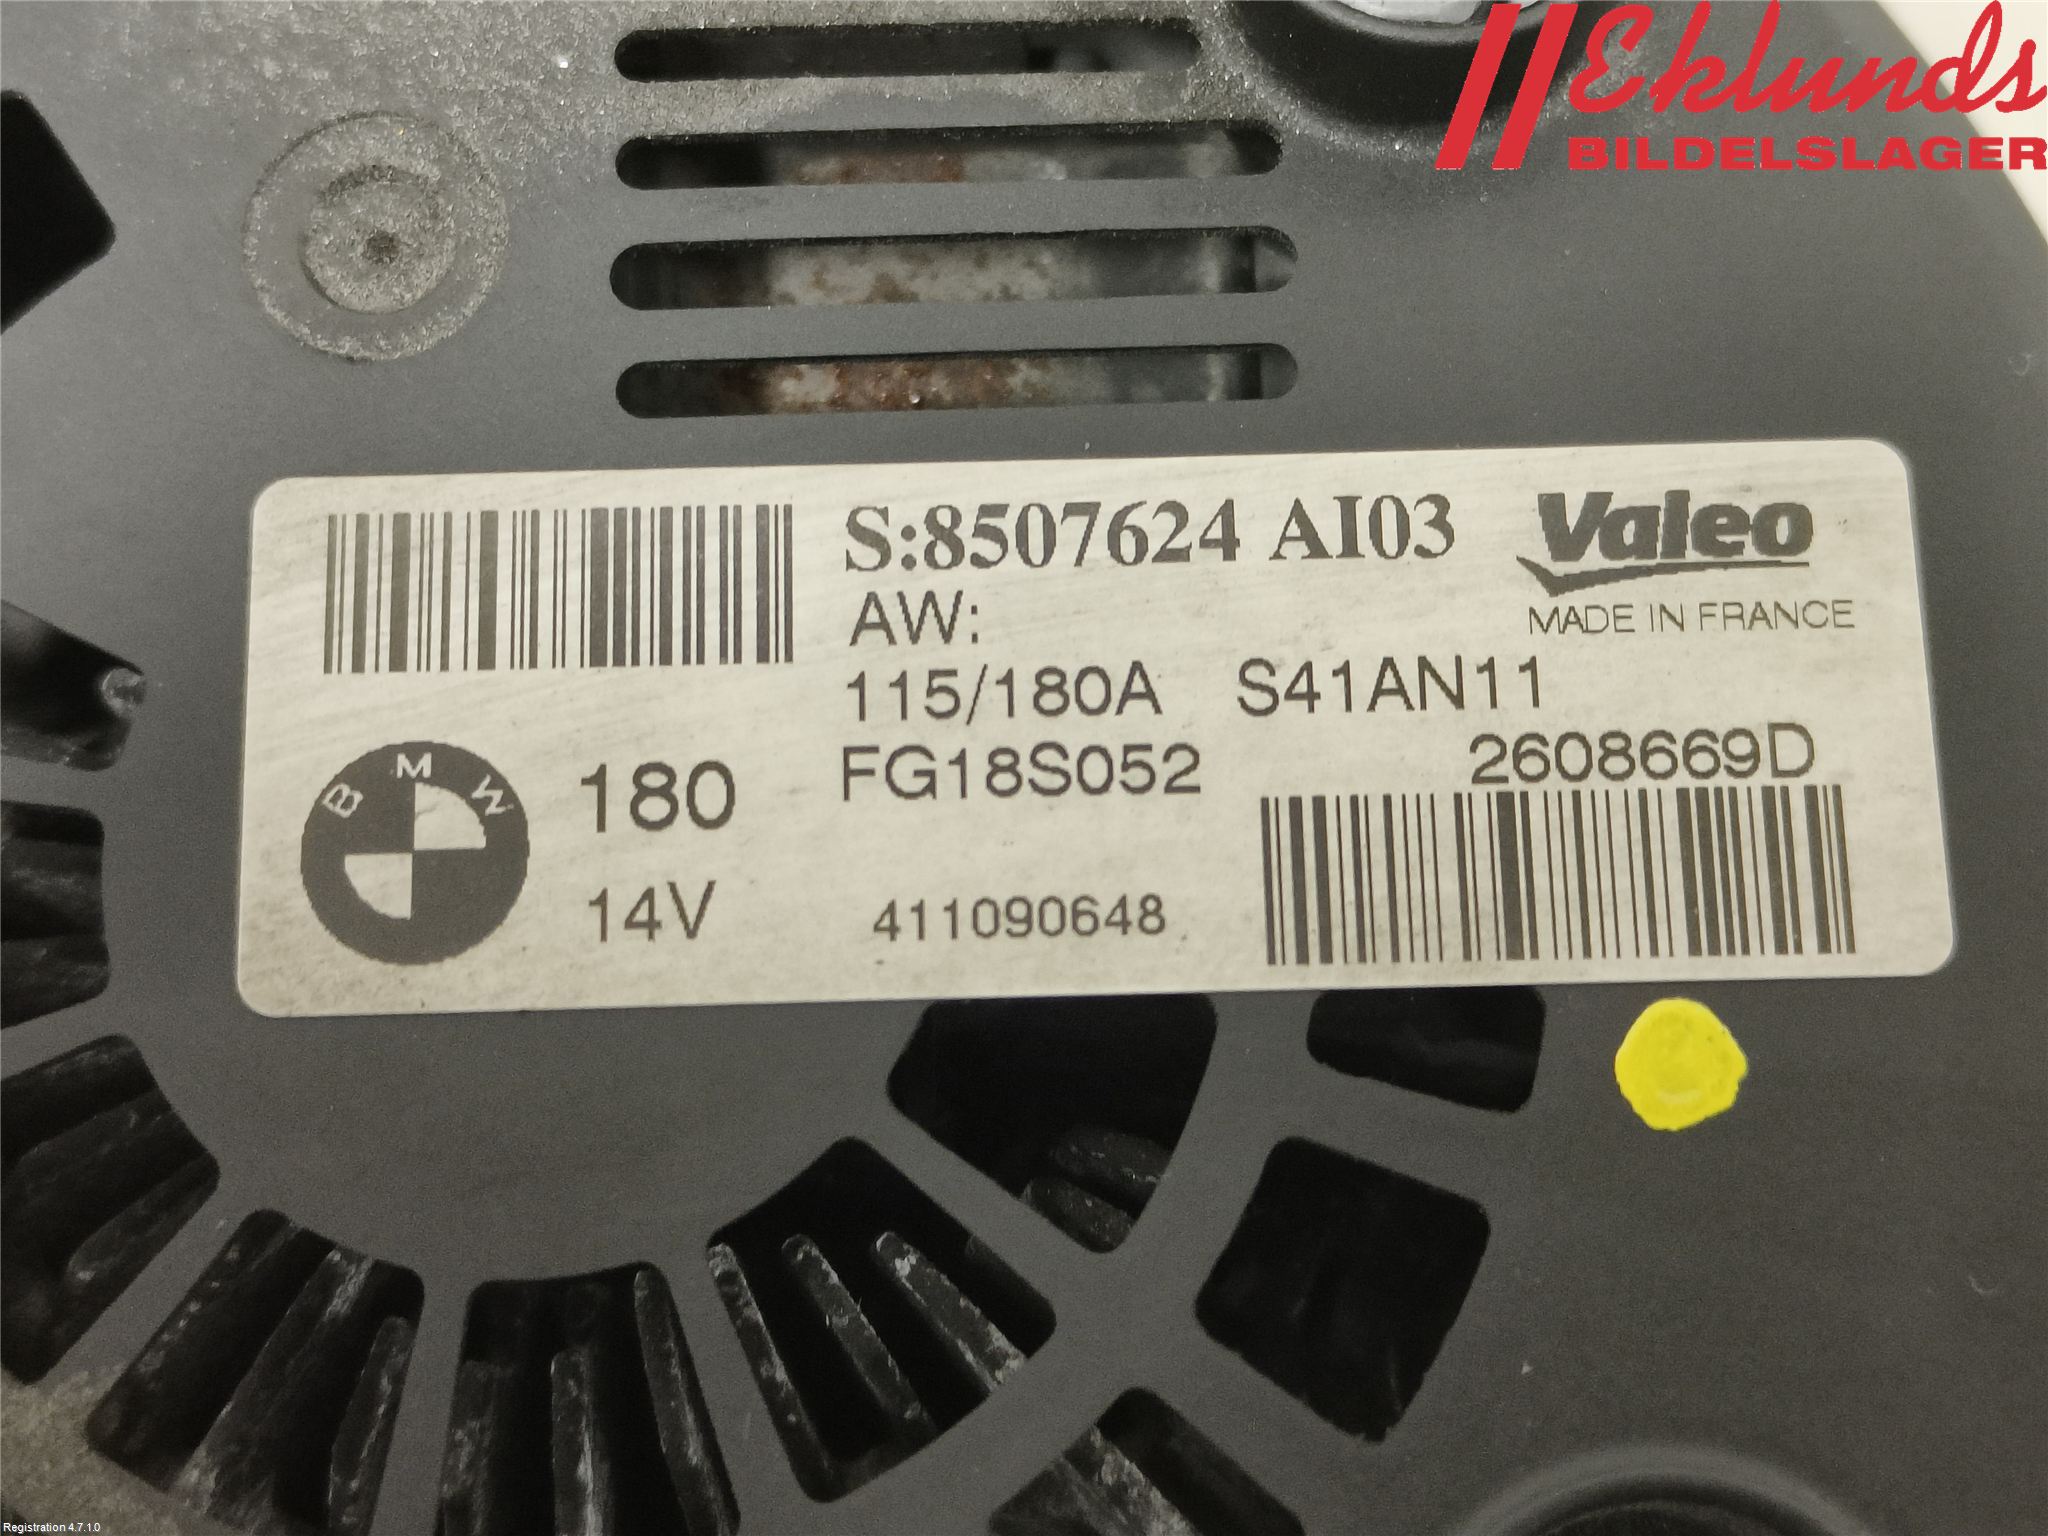 Eklunds
BILDELSLAGER
S:8507624 AI03
Valeo
AW:
MADE IN FRANCE
115/180A S41AN11
BMW
180
FG18S052
2608669D
14V
411090648
Registration 4.7.1.0